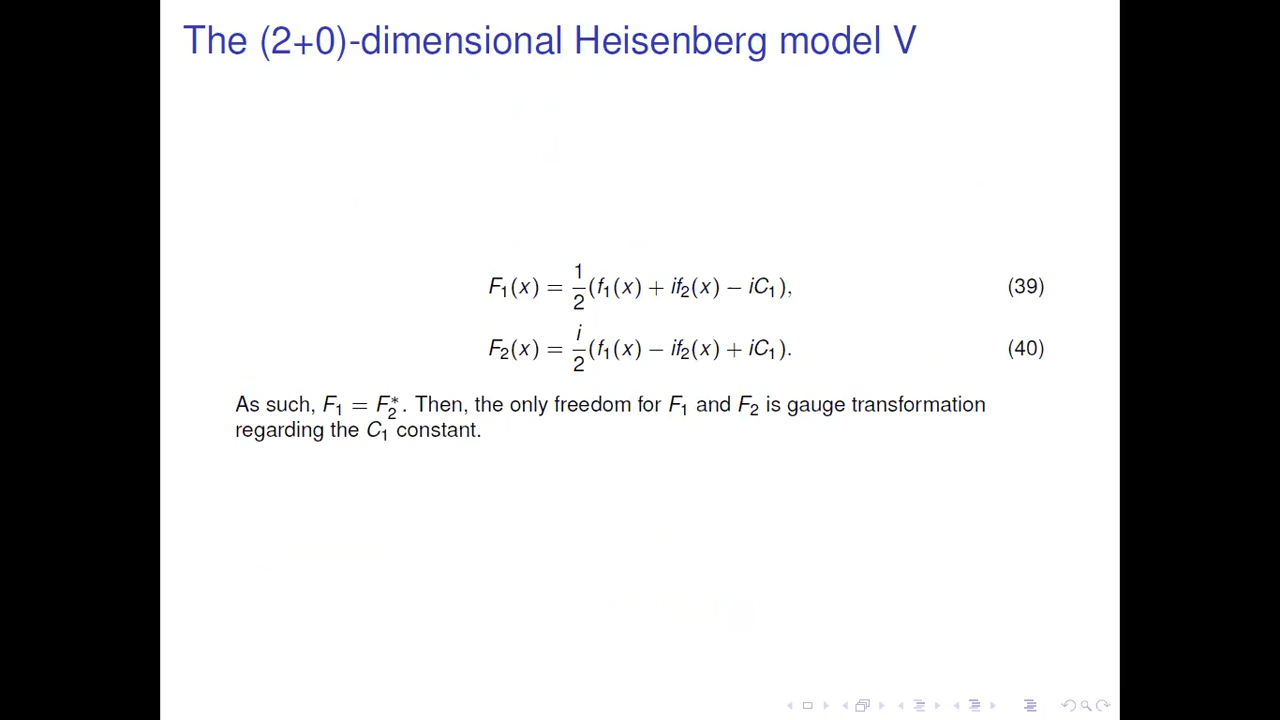 The (2+0)-dimensional Heisenberg model V
F₁(x) = 1/2 (f₁(x) + if₂(x) − iC₁), (39)
F₂(x) = i/2 (f₁(x) − if₂(x) + iC₁). (40)
As such, F₁ = F₂*. Then, the only freedom for F₁ and F₂ is gauge transformation
regarding the C₁ constant.